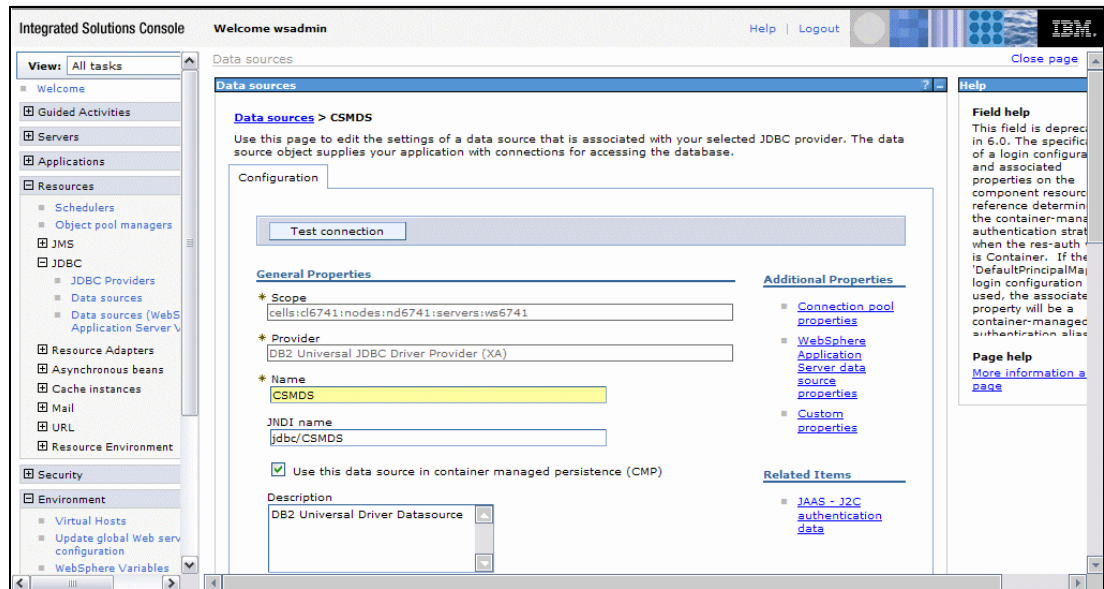 Integrated Solutions Console
Welcome wsadmin
Help | Logout
IBM.
View: All tasks
Welcome
Guided Activities
Servers
Applications
Resources
Schedulers
Object pool managers
JMS
JDBC
JDBC Providers
Data sources
Data sources (WebS
Application Server V
Resource Adapters
Asynchronous beans
Cache instances
Mail
URL
Resource Environment
Security
Environment
Virtual Hosts
Update global Web serv
configuration
WebSphere Variables
Data sources
Close page
Data sources
? -
Data sources > CSMDS
Use this page to edit the settings of a data source that is associated with your selected JDBC provider. The data
source object supplies your application with connections for accessing the database.
Configuration
Test connection
General Properties
* Scope
cells:cl6741:nodes:nd6741:servers:ws6741
* Provider
DB2 Universal JDBC Driver Provider (XA)
* Name
CSMDS
JNDI name
jdbc/CSMDS
Use this data source in container managed persistence (CMP)
Description
DB2 Universal Driver Datasource
Additional Properties
Connection pool
properties
WebSphere
Application
Server data
source
properties
Custom
properties
Related Items
JAAS - J2C
authentication
data
Help
Field help
This field is depreca
in 6.0. The specifica
of a login configura
and associated
properties on the
component resourc
reference determin
the container-mana
authentication strat
when the res-auth
is Container. If the
'DefaultPrincipalMa
login configuration
used, the associate
property will be a
container-managed
authentication alias
Page help
More information a
page